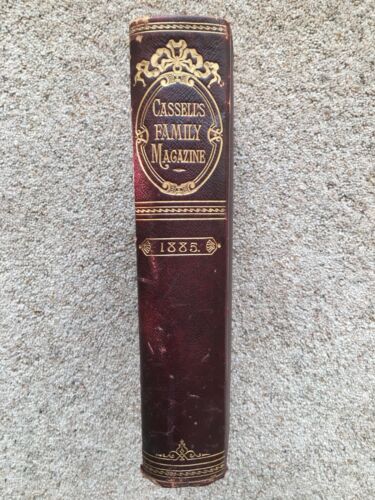 CASSELL'S
FAMILY
MAGAZINE
1885.